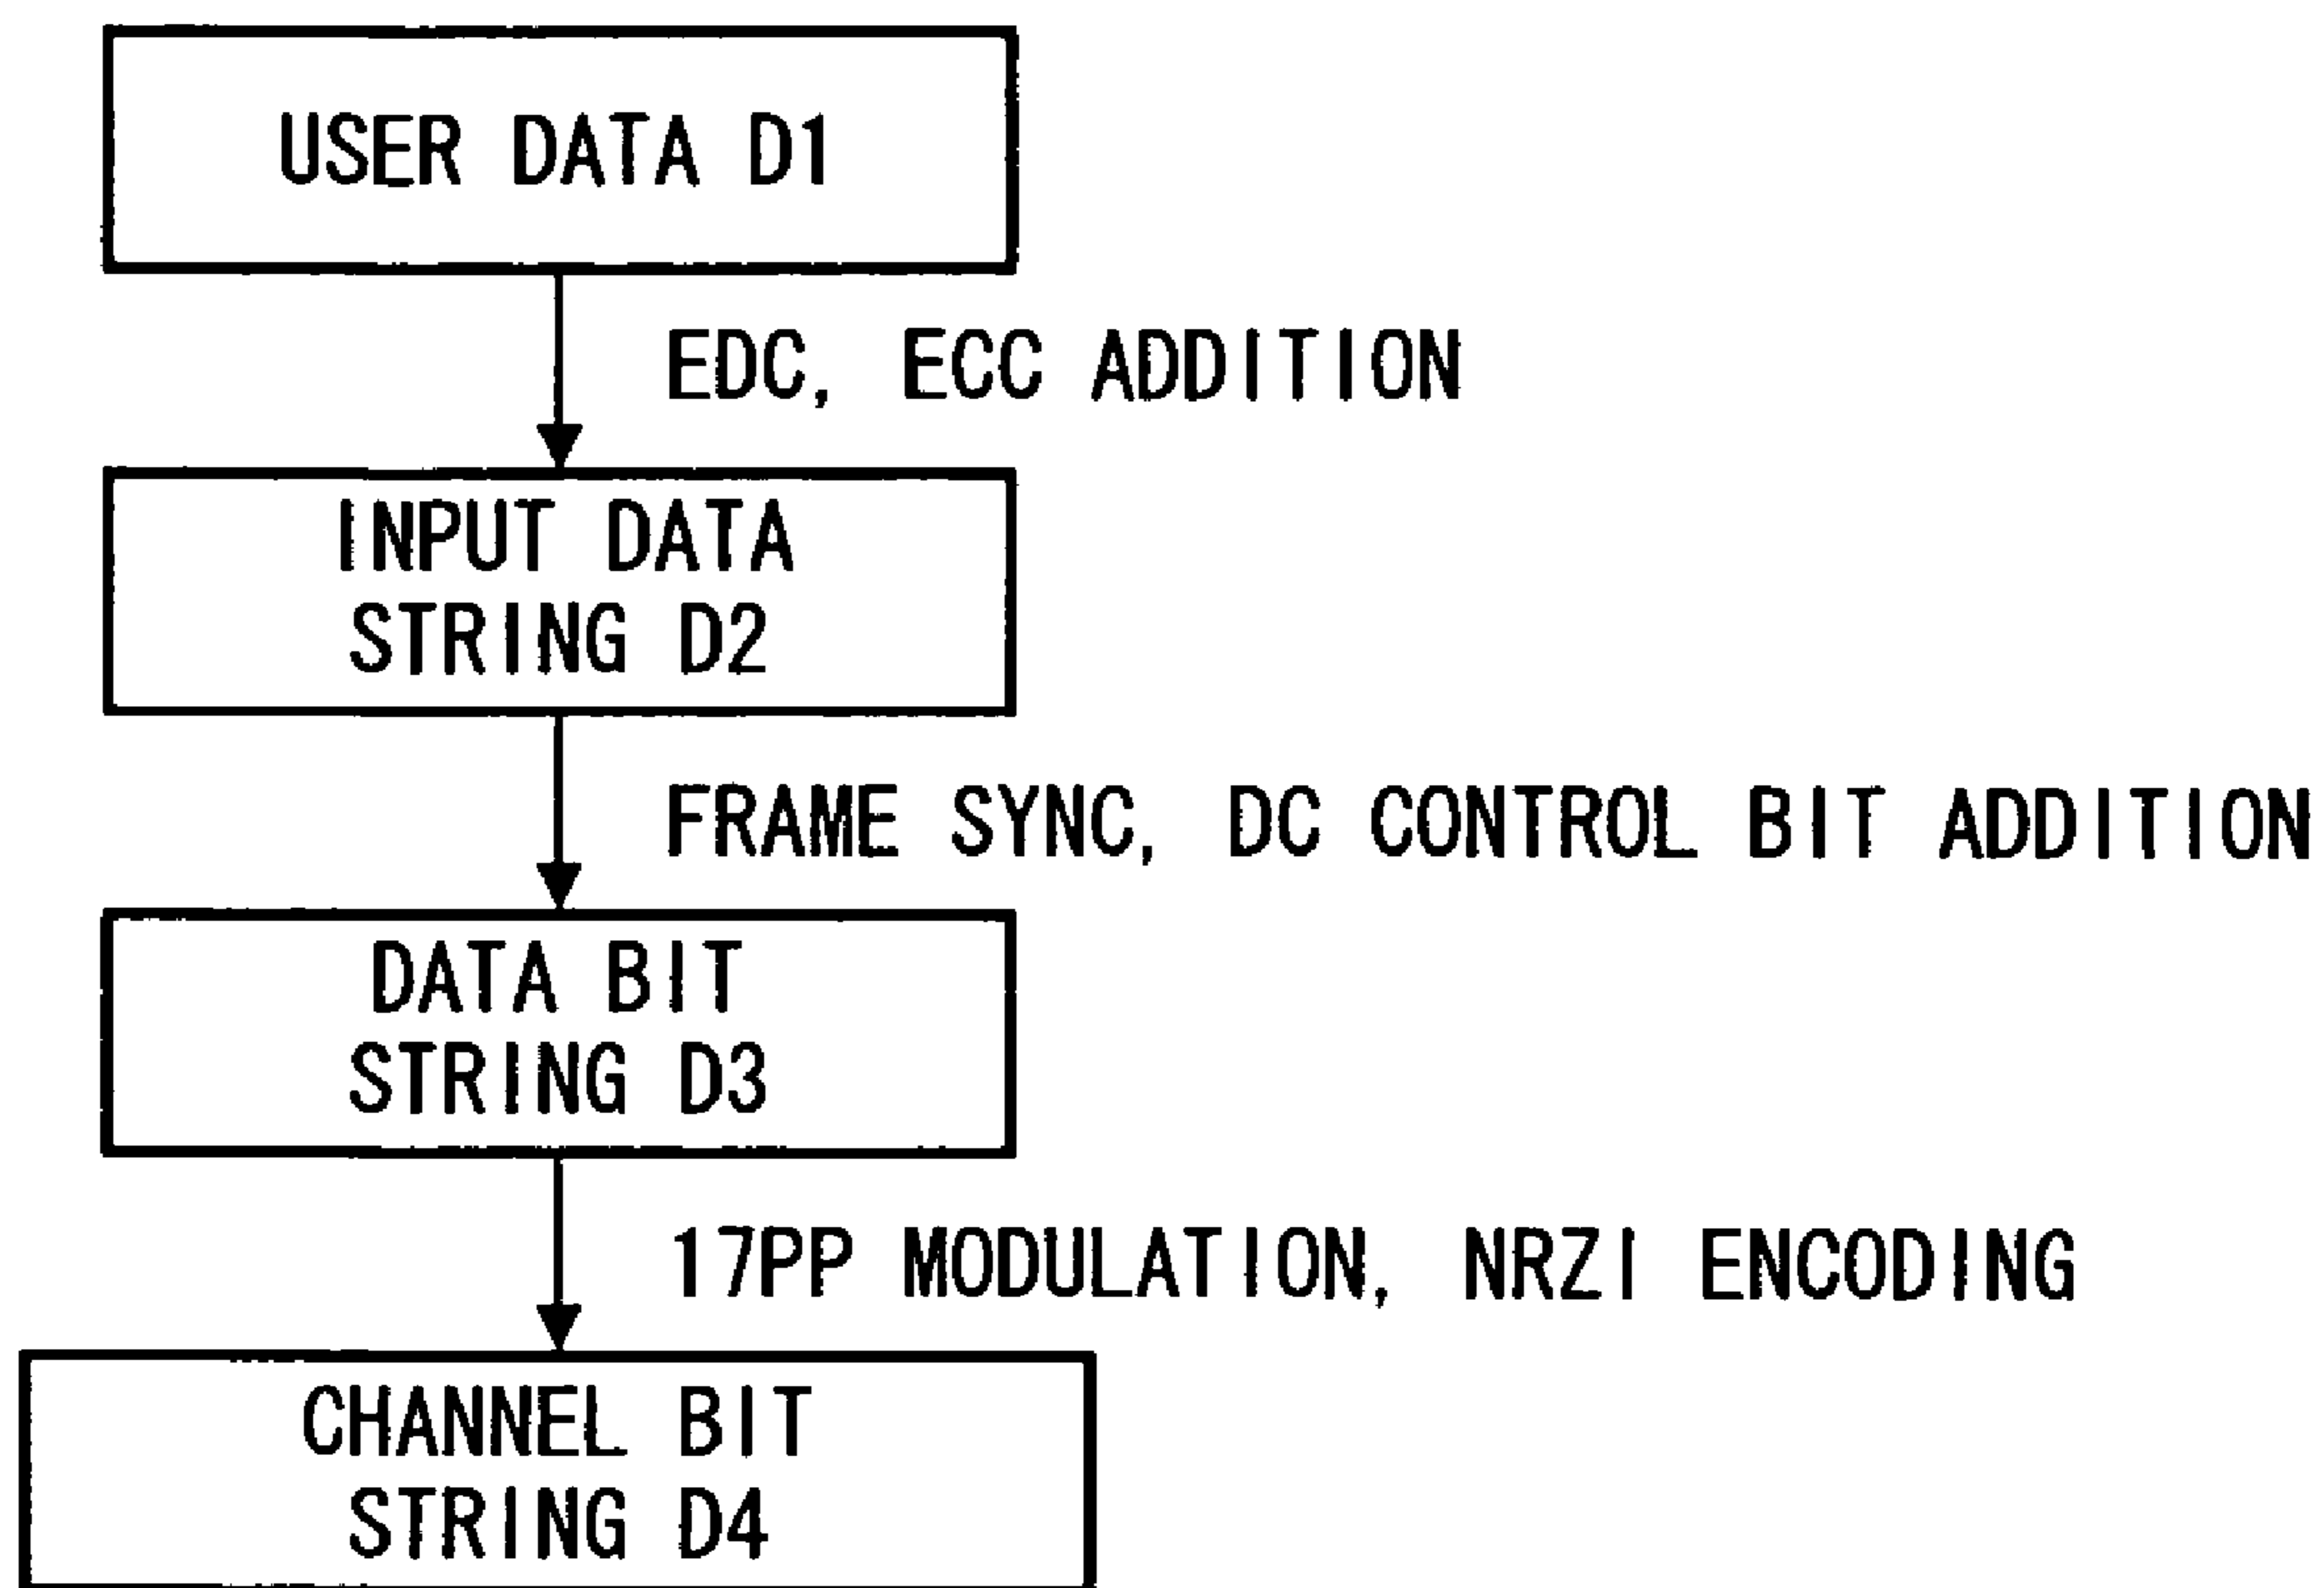 USER DATA D1
EDC, ECC ADDITION
INPUT DATA
STRING D2
FRAME SYNC, DC CONTROL BIT ADDITION
DATA BIT
STRING D3
17PP MODULATION, NRZI ENCODING
CHANNEL BIT
STRING D4